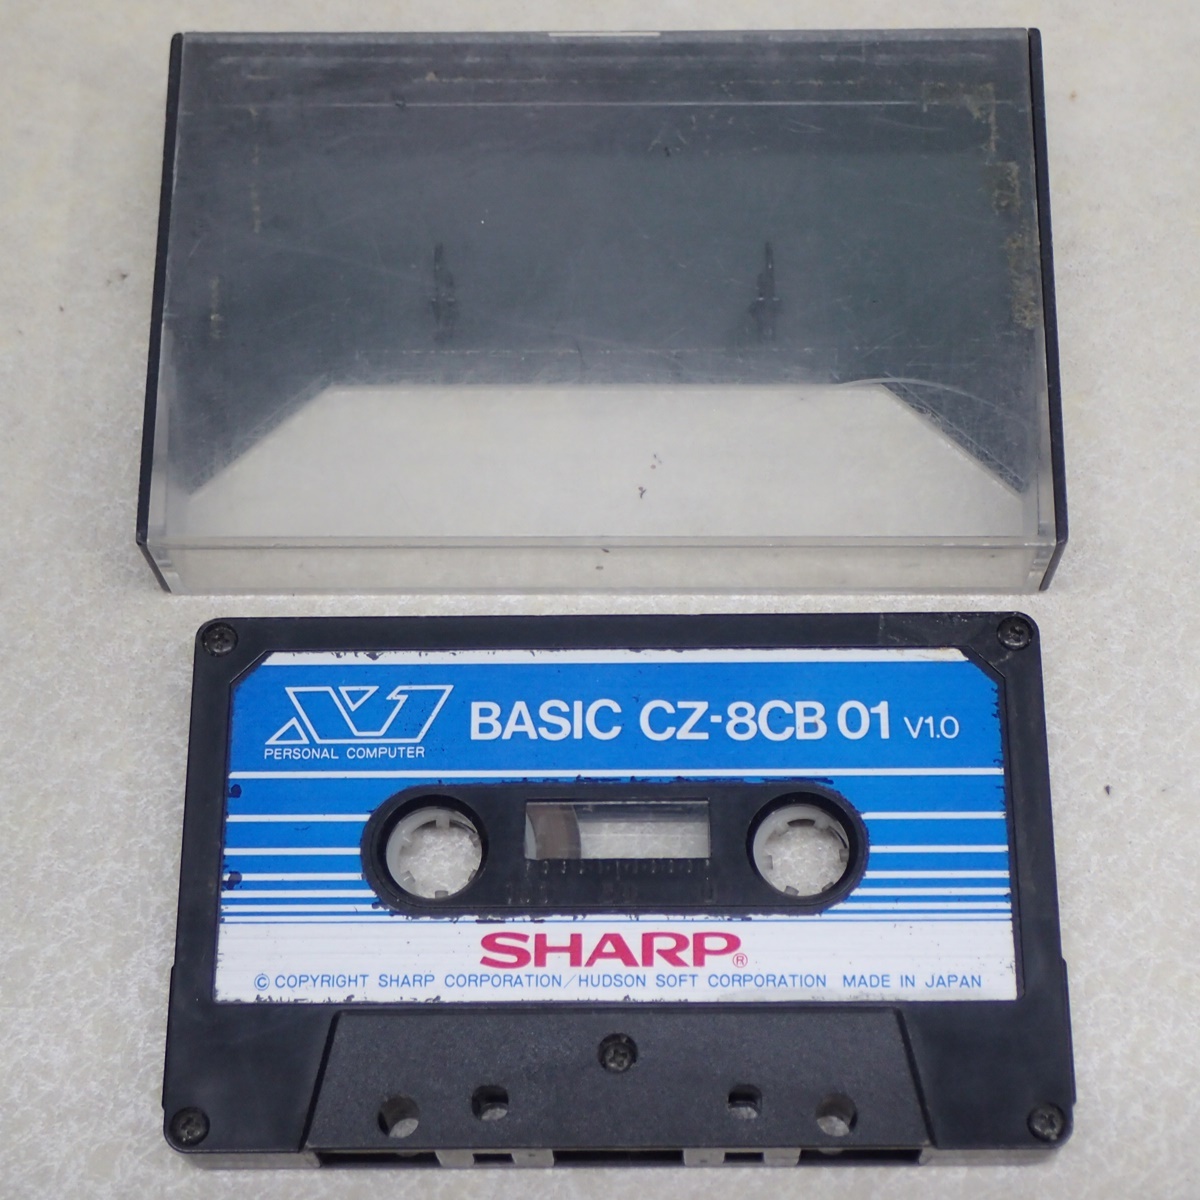 X1 BASIC CZ-8CB 01 V1.0
PERSONAL COMPUTER
SHARP®
© COPYRIGHT SHARP CORPORATION/HUDSON SOFT CORPORATION MADE IN JAPAN